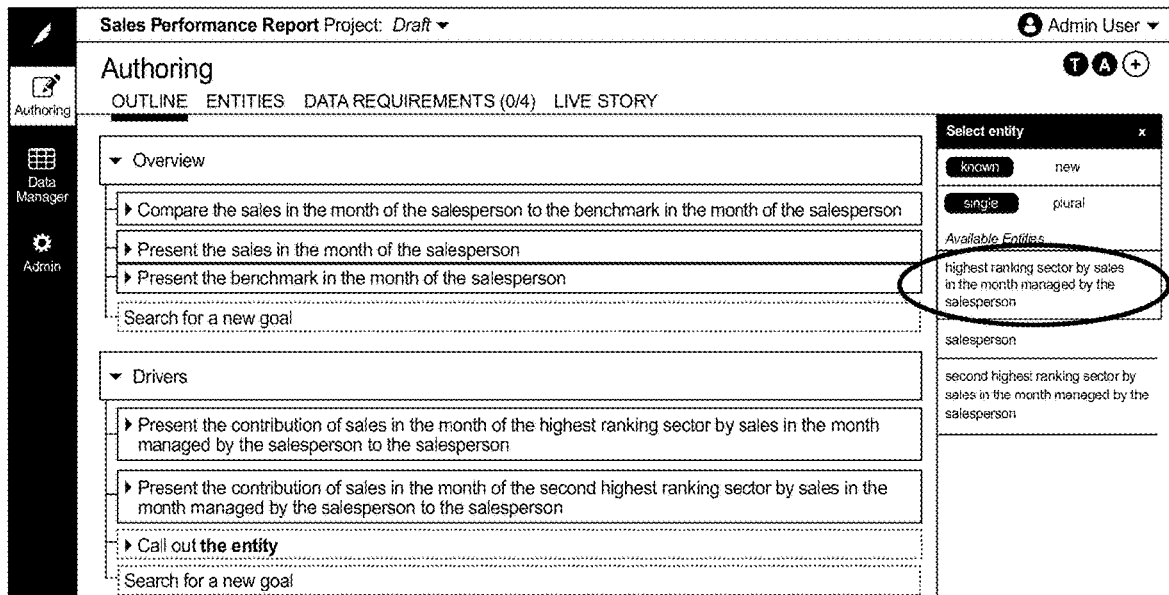 Sales Performance Report Project: Draft
Admin User
Authoring
T A +
OUTLINE ENTITIES DATA REQUIREMENTS (0/4) LIVE STORY
Authoring
Data
Manager
Admin
Overview
Compare the sales in the month of the salesperson to the benchmark in the month of the salesperson
Present the sales in the month of the salesperson
Present the benchmark in the month of the salesperson
Search for a new goal
Drivers
Present the contribution of sales in the month of the highest ranking sector by sales in the month
managed by the salesperson to the salesperson
Present the contribution of sales in the month of the second highest ranking sector by sales in the
month managed by the salesperson to the salesperson
Call out the entity
Search for a new goal
Select entity x
known new
single plural
Available Entities
highest ranking sector by sales
in the month managed by the
salesperson
salesperson
second highest ranking sector by
sales in the month managed by the
salesperson